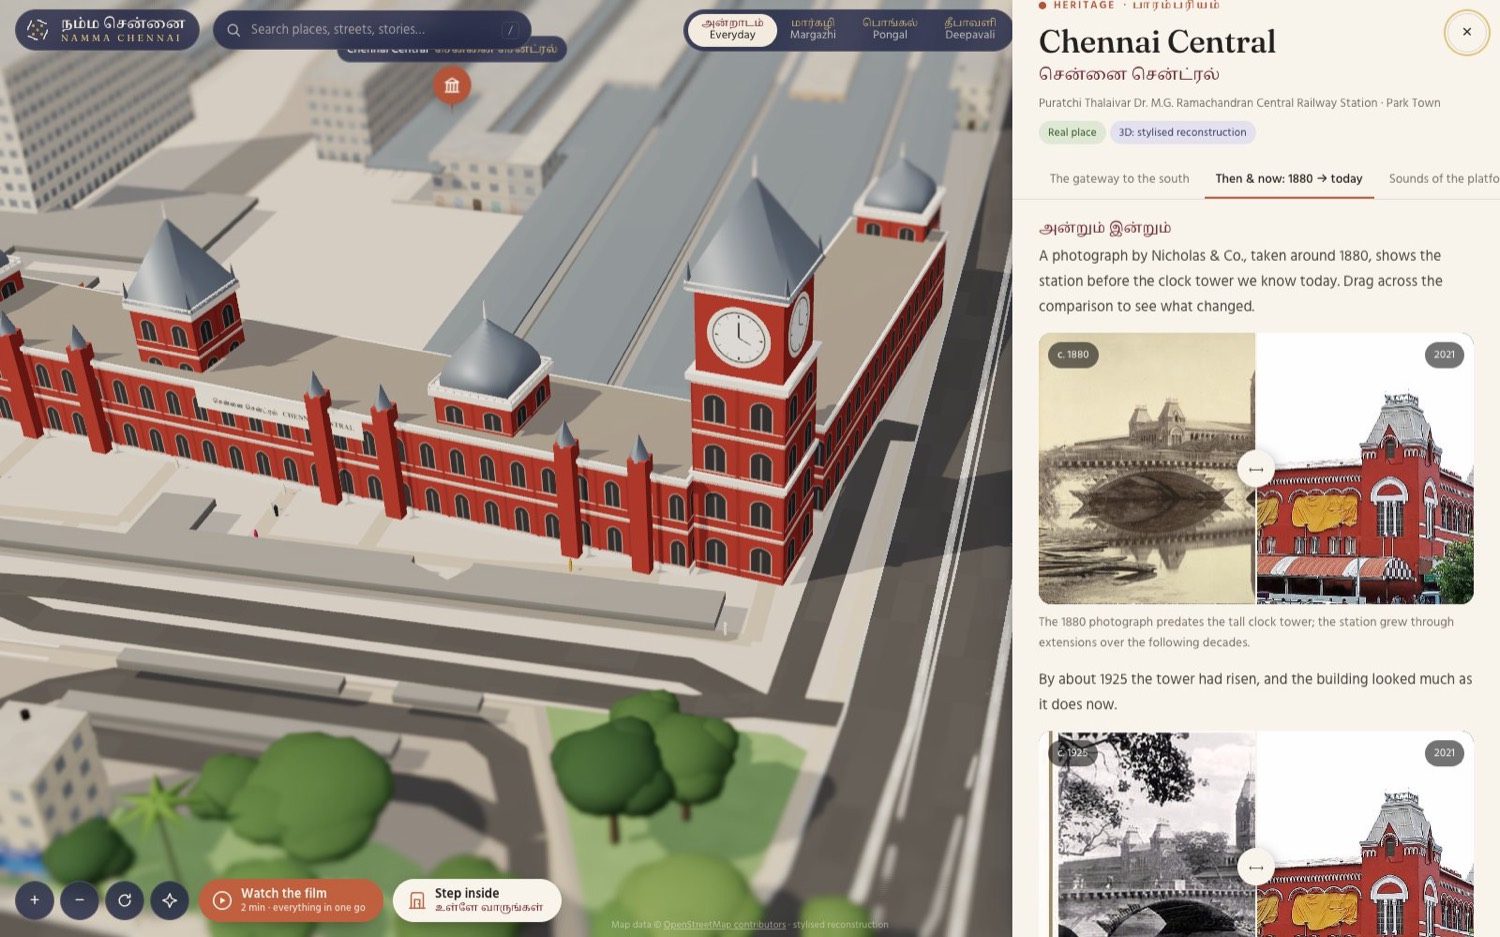 நம்ம சென்னை
NAMMA CHENNAI
Search places, streets, stories...
/
அன்றாடம்
Everyday
மார்கழி
Margazhi
பொங்கல்
Pongal
தீபாவளி
Deepavali
Chennai Central சென்னை சென்ட்ரல்
சென்னை சென்ட்ரல்
Watch the film
2 min · everything in one go
Step inside
உள்ளே வாருங்கள்
Map data © OpenStreetMap contributors · stylised reconstruction
HERITAGE · பாரம்பரியம்
Chennai Central
சென்னை சென்ட்ரல்
Puratchi Thalaivar Dr. M.G. Ramachandran Central Railway Station · Park Town
Real place
3D: stylised reconstruction
The gateway to the south
Then & now: 1880 → today
Sounds of the platfo
அன்றும் இன்றும்
A photograph by Nicholas & Co., taken around 1880, shows the
station before the clock tower we know today. Drag across the
comparison to see what changed.
c. 1880
2021
The 1880 photograph predates the tall clock tower; the station grew through
extensions over the following decades.
By about 1925 the tower had risen, and the building looked much as
it does now.
c. 1925
2021